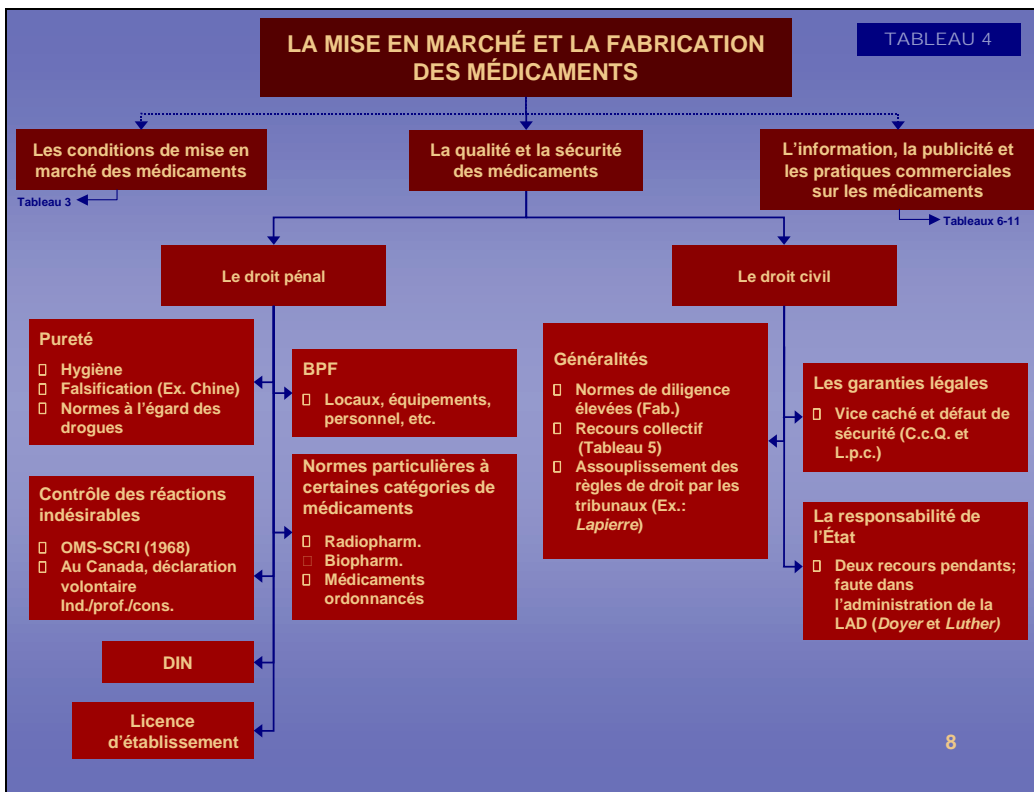 LA MISE EN MARCHÉ ET LA FABRICATION
DES MÉDICAMENTS
TABLEAU 4
Les conditions de mise en
marché des médicaments
Tableau 3
La qualité et la sécurité
des médicaments
L'information, la publicité et
les pratiques commerciales
sur les médicaments
Tableaux 6-11
Le droit pénal
Le droit civil
Pureté
Hygiène
Falsification (Ex. Chine)
Normes à l'égard des
drogues
BPF
Locaux, équipements,
personnel, etc.
Contrôle des réactions
indésirables
OMS-SCRI (1968)
Au Canada, déclaration
volontaire
Ind./prof./cons.
Normes particulières à
certaines catégories de
médicaments
Radiopharm.
Biopharm.
Médicaments
ordonnancés
DIN
Licence
d'établissement
Généralités
Normes de diligence
élevées (Fab.)
Recours collectif
(Tableau 5)
Assouplissement des
règles de droit par les
tribunaux (Ex.:
Lapierre)
Les garanties légales
Vice caché et défaut de
sécurité (C.c.Q. et
L.p.c.)
La responsabilité de
l'État
Deux recours pendants;
faute dans
l'administration de la
LAD (Doyer et Luther)
8